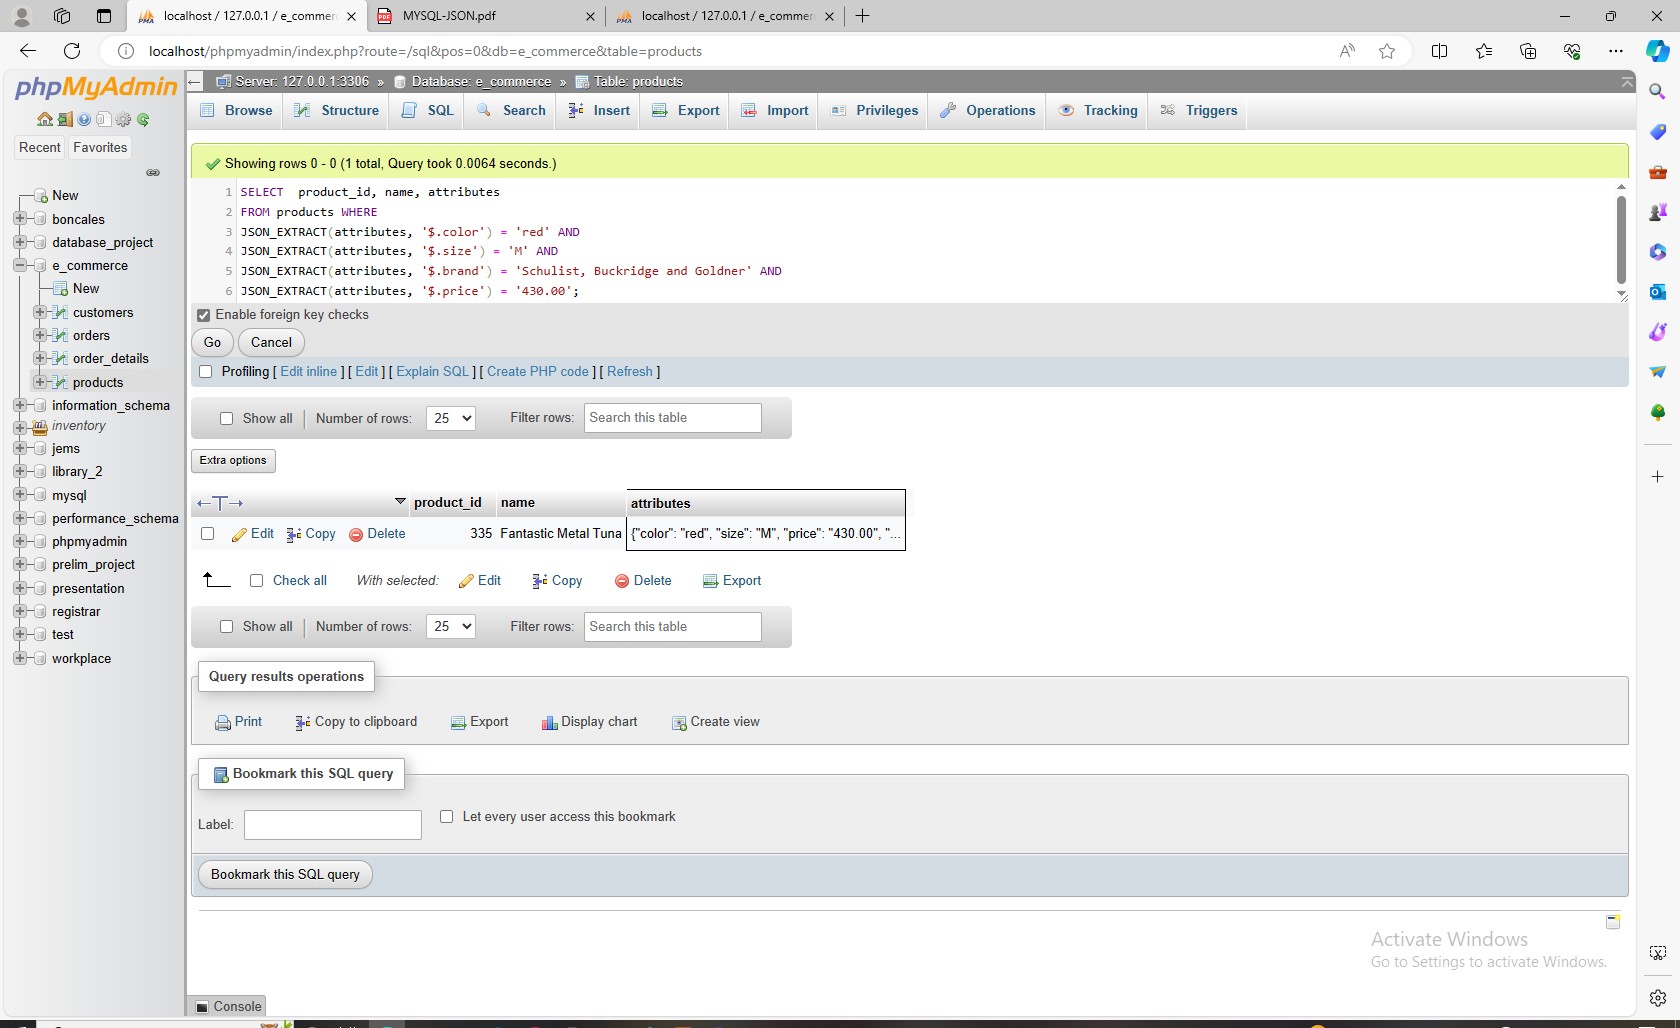 localhost / 127.0.0.1 / e_commer
MYSQL-JSON.pdf
localhost / 127.0.0.1 / e_commer
localhost/phpmyadmin/index.php?route=/sql&pos=0&db=e_commerce&table=products
phpMyAdmin
Recent Favorites
New
boncales
database_project
e_commerce
New
customers
orders
order_details
products
information_schema
inventory
jems
library_2
mysql
performance_schema
phpmyadmin
prelim_project
presentation
registrar
test
workplace
Server: 127.0.0.1:3306 » Database: e_commerce » Table: products
Browse Structure SQL Search Insert Export Import Privileges Operations Tracking Triggers
Showing rows 0 - 0 (1 total, Query took 0.0064 seconds.)
1 SELECT  product_id, name, attributes
2 FROM products WHERE
3 JSON_EXTRACT(attributes, '$.color') = 'red' AND
4 JSON_EXTRACT(attributes, '$.size') = 'M' AND
5 JSON_EXTRACT(attributes, '$.brand') = 'Schulist, Buckridge and Goldner' AND
6 JSON_EXTRACT(attributes, '$.price') = '430.00';
Enable foreign key checks
Go Cancel
Profiling [ Edit inline ] [ Edit ] [ Explain SQL ] [ Create PHP code ] [ Refresh ]
Show all Number of rows: 25 Filter rows: Search this table
Extra options
←T→ product_id name attributes
Edit Copy Delete 335 Fantastic Metal Tuna {"color": "red", "size": "M", "price": "430.00", "...
Check all With selected: Edit Copy Delete Export
Show all Number of rows: 25 Filter rows: Search this table
Query results operations
Print Copy to clipboard Export Display chart Create view
Bookmark this SQL query
Label: Let every user access this bookmark
Bookmark this SQL query
Activate Windows
Go to Settings to activate Windows.
Console